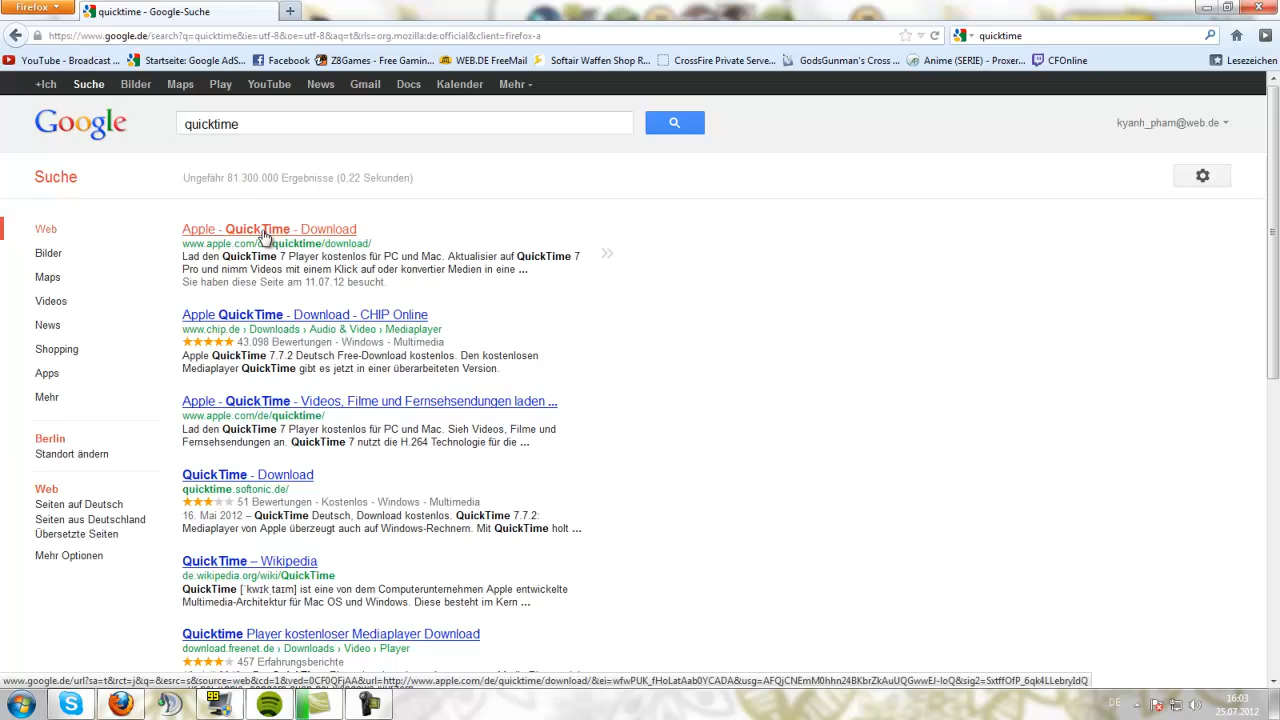 Firefox
quicktime - Google-Suche
https://www.google.de/search?q=quicktime&ie=utf-8&oe=utf-8&aq=t&rls=org.mozilla:de:official&client=firefox-a
quicktime
YouTube - Broadcast ... Startseite: Google AdS... Facebook ZBGames - Free Gamin... WEB.DE FreeMail Softair Waffen Shop R... CrossFire Private Serve... GodsGunman's Cross ... Anime (SERIE) - Proxer... CFOnline Lesezeichen
+Ich Suche Bilder Maps Play YouTube News Gmail Docs Kalender Mehr
Google
quicktime
kyanh_pham@web.de
Suche
Ungefähr 81.300.000 Ergebnisse (0,22 Sekunden)
Web
Bilder
Maps
Videos
News
Shopping
Apps
Mehr
Berlin
Standort ändern
Web
Seiten auf Deutsch
Seiten aus Deutschland
Übersetzte Seiten
Mehr Optionen
Apple - QuickTime - Download
www.apple.com/de/quicktime/download/
Lad den QuickTime 7 Player kostenlos für PC und Mac. Aktualisier auf QuickTime 7
Pro und nimm Videos mit einem Klick auf oder konvertier Medien in eine ...
Sie haben diese Seite am 11.07.12 besucht.
Apple QuickTime - Download - CHIP Online
www.chip.de › Downloads › Audio & Video › Mediaplayer
43.098 Bewertungen - Windows - Multimedia
Apple QuickTime 7.7.2 Deutsch Free-Download kostenlos. Den kostenlosen
Mediaplayer QuickTime gibt es jetzt in einer überarbeiteten Version.
Apple - QuickTime - Videos, Filme und Fernsehsendungen laden ...
www.apple.com/de/quicktime/
Lad den QuickTime 7 Player kostenlos für PC und Mac. Sieh Videos, Filme und
Fernsehsendungen an. QuickTime 7 nutzt die H.264 Technologie für die ...
QuickTime - Download
quicktime.softonic.de/
51 Bewertungen - Kostenlos - Windows - Multimedia
16. Mai 2012 – QuickTime Deutsch, Download kostenlos. QuickTime 7.7.2:
Mediaplayer von Apple überzeugt auch auf Windows-Rechnern. Mit QuickTime holt ...
QuickTime – Wikipedia
de.wikipedia.org/wiki/QuickTime
QuickTime [ˈkwɪkˌtaɪm] ist eine von dem Computerunternehmen Apple entwickelte
Multimedia-Architektur für Mac OS und Windows. Diese besteht im Kern ...
Quicktime Player kostenloser Mediaplayer Download
download.freenet.de › Downloads › Video › Player
457 Erfahrungsberichte
DE
16:03
25.07.2012